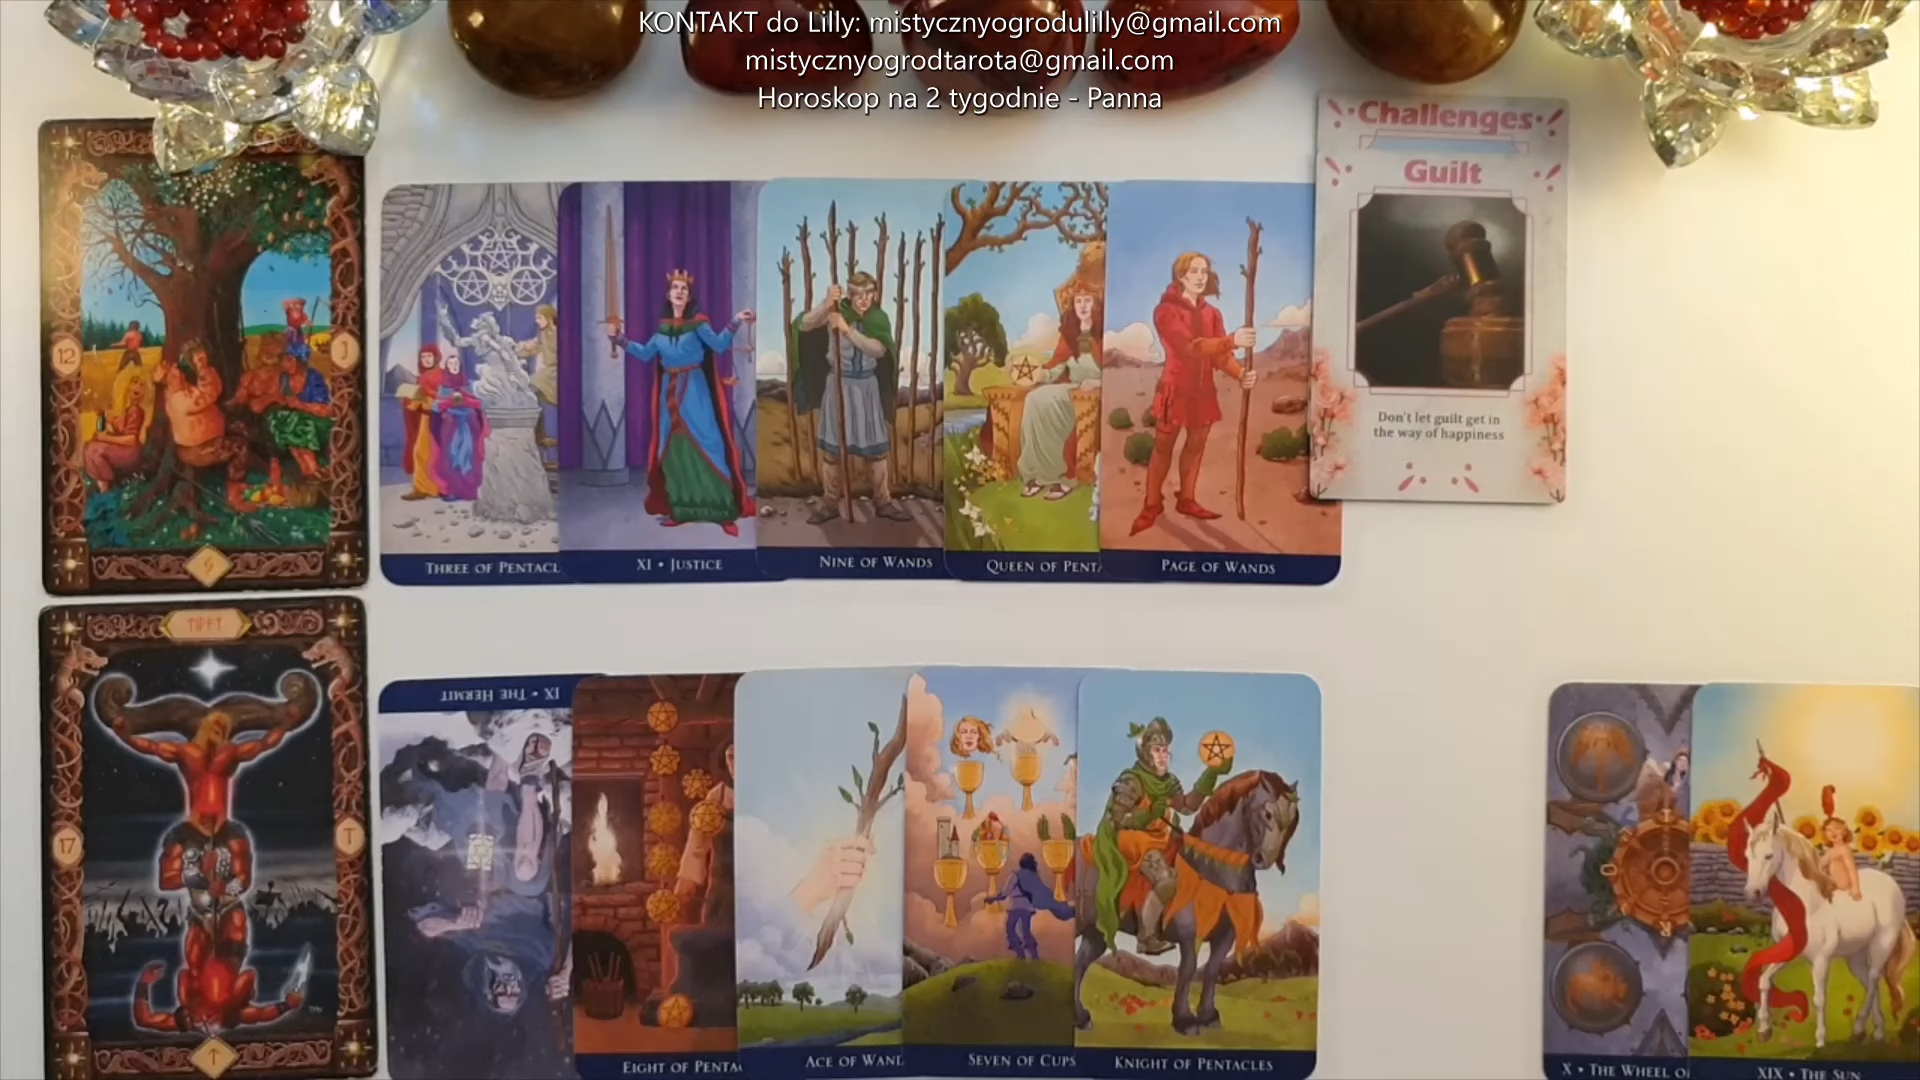 KONTAKT do Lilly: mistycznyogrodulilly@gmail.com
mistycznyogrodtarota@gmail.com
Horoskop na 2 tygodnie - Panna
Challenges
Guilt
Don't let guilt get in
the way of happiness
12
THREE OF PENTACL
XI • JUSTICE
NINE OF WANDS
QUEEN OF PENTA
PAGE OF WANDS
IX • THE HERMIT
17
T
EIGHT OF PENTA
ACE OF WAND
SEVEN OF CUPS
KNIGHT OF PENTACLES
X • THE WHEEL O
XIX • THE SUN